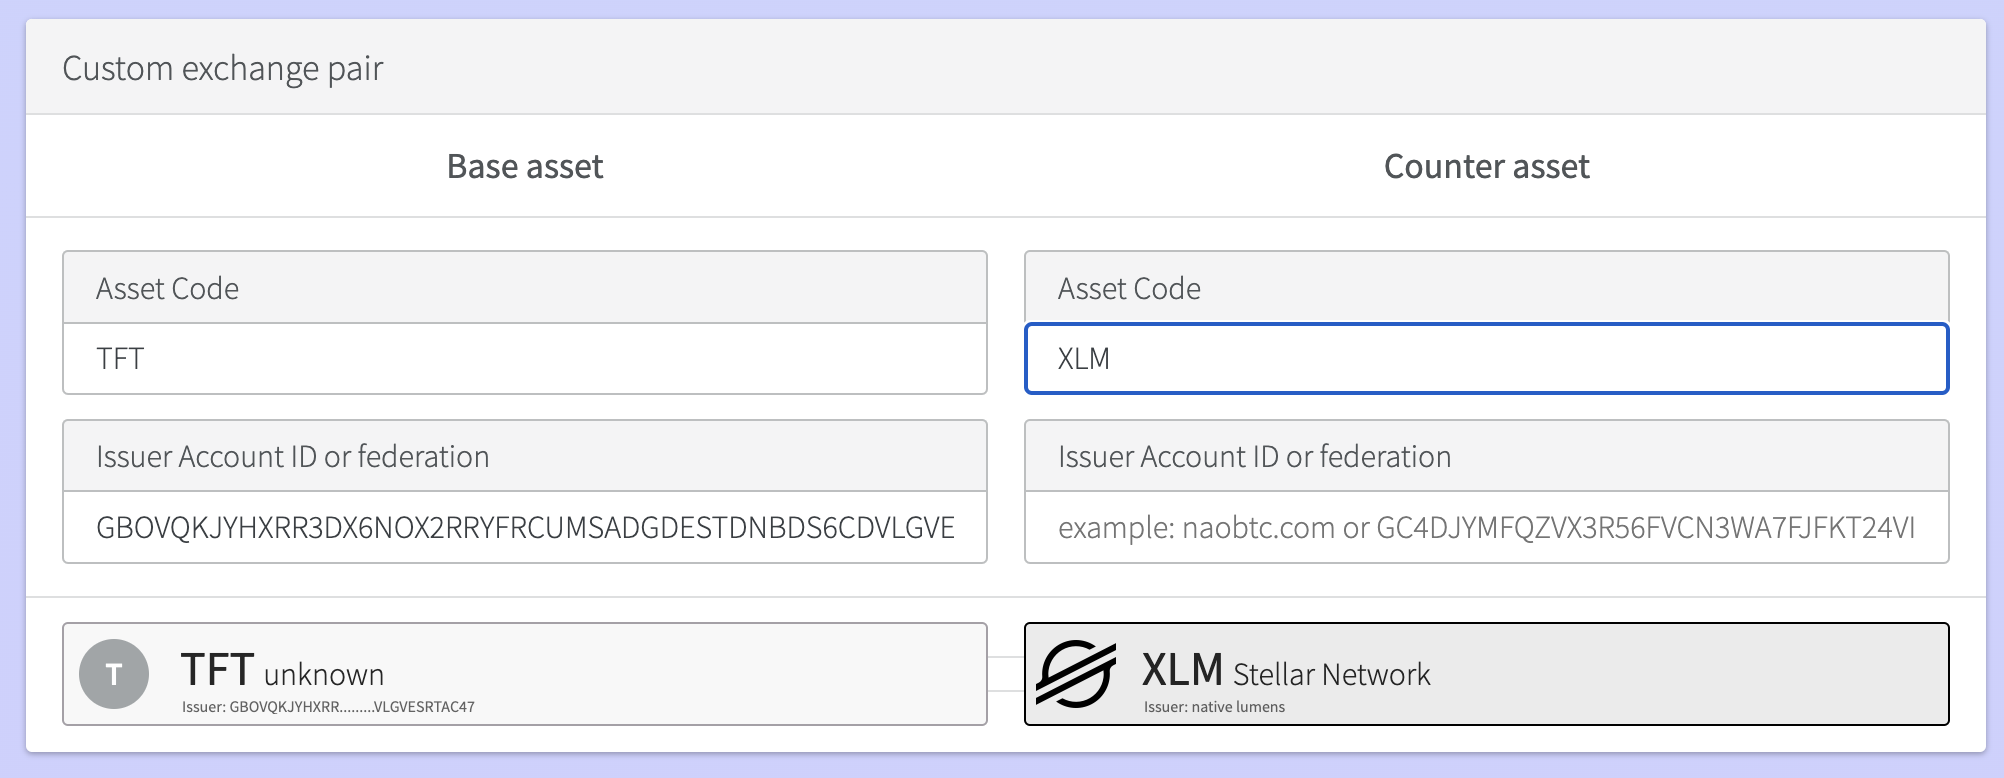 Custom exchange pair
Base asset
Counter asset
Asset Code
TFT
Issuer Account ID or federation
GBOVQKJYHXRR3DX6NOX2RRYFRCUMSADGDESTDNBDS6CDVLGVE
Asset Code
XLM
Issuer Account ID or federation
example: naobtc.com or GC4DJYMFQZVX3R56FVCN3WA7FJFKT24VI
T
TFT unknown
Issuer: GBOVQKJYHXRR.........VLGVESRTAC47
XLM Stellar Network
Issuer: native lumens